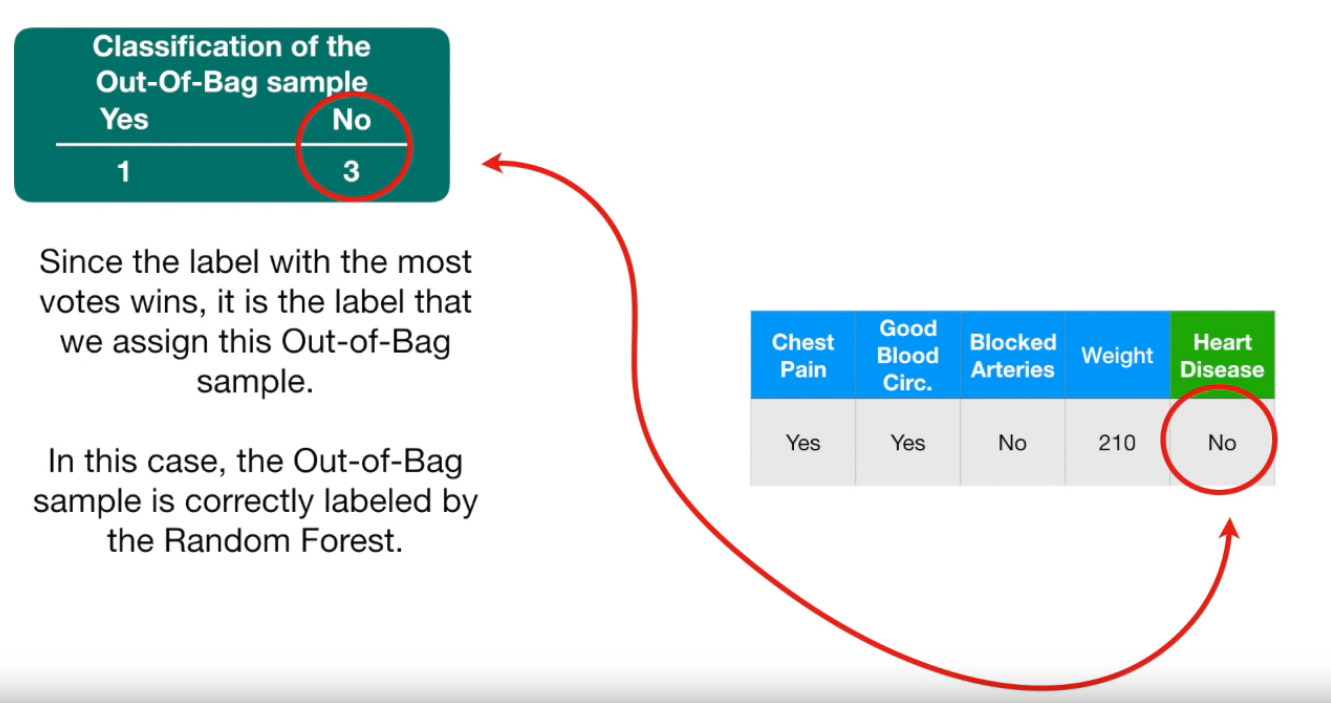 Classification of the
Out-Of-Bag sample
Yes No
1 3
Since the label with the most
votes wins, it is the label that
we assign this Out-of-Bag
sample.
In this case, the Out-of-Bag
sample is correctly labeled by
the Random Forest.
Chest Pain Good Blood Circ. Blocked Arteries Weight Heart Disease
Yes Yes No 210 No